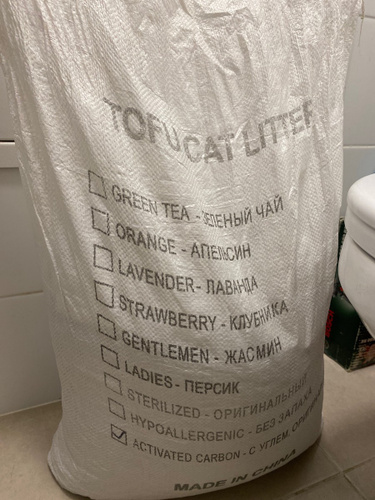 TOFU CAT LITTER
GREEN TEA - ЗЕЛЕНЫЙ ЧАЙ
ORANGE - АПЕЛЬСИН
LAVENDER- ЛАВАНДА
STRAWBERRY - КЛУБНИКА
GENTLEMEN - ЖАСМИН
LADIES - ПЕРСИК
STERILIZED - ОРИГИНАЛЬНЫЙ
HYPOALLERGENIC - БЕЗ ЗАПАХА
ACTIVATED CARBON - С УГЛЕМ,
MADE IN CHINA